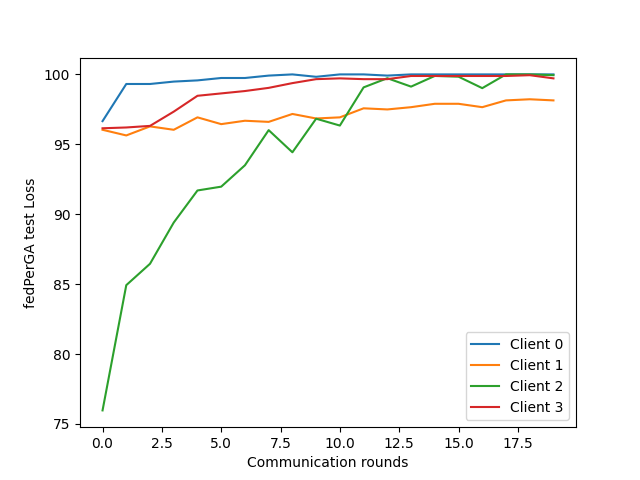 100
95
90
85
80
75
fedPerGA test Loss
0.0 2.5 5.0 7.5 10.0 12.5 15.0 17.5
Communication rounds
Client 0
Client 1
Client 2
Client 3